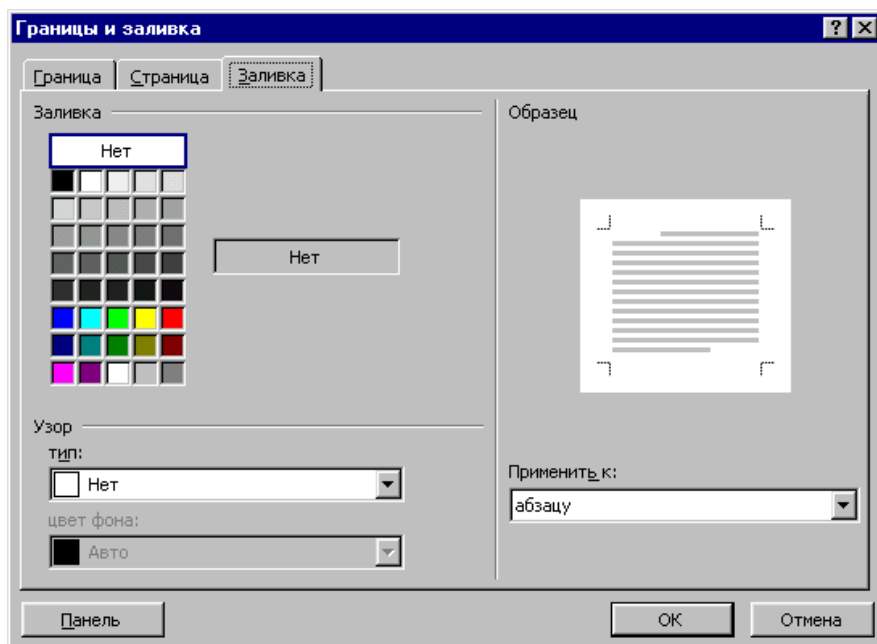 Границы и заливка
Граница Страница Заливка
Заливка
Нет
Нет
Образец
Узор
тип:
Нет
цвет фона:
Авто
Применить к:
абзацу
Панель
ОК
Отмена